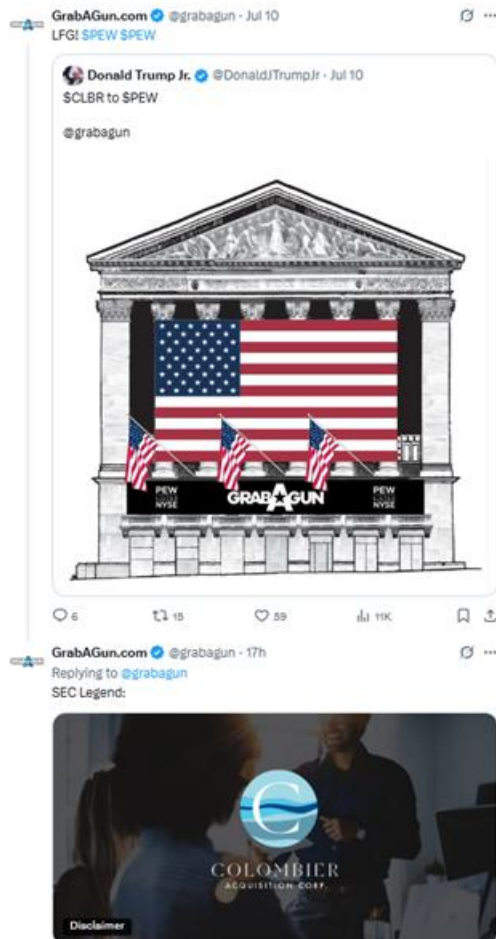 GrabAGun.com @grabagun · Jul 10
LFG! $PEW $PEW
Donald Trump Jr. @DonaldJTrumpJr · Jul 10
$CLBR to $PEW
@grabagun
PEW
NYSE
GRABAGUN
PEW
NYSE
6 15 59 11K
GrabAGun.com @grabagun · 17h
Replying to @grabagun
SEC Legend:
C
COLOMBIER
ACQUISITION CORP.
Disclaimer